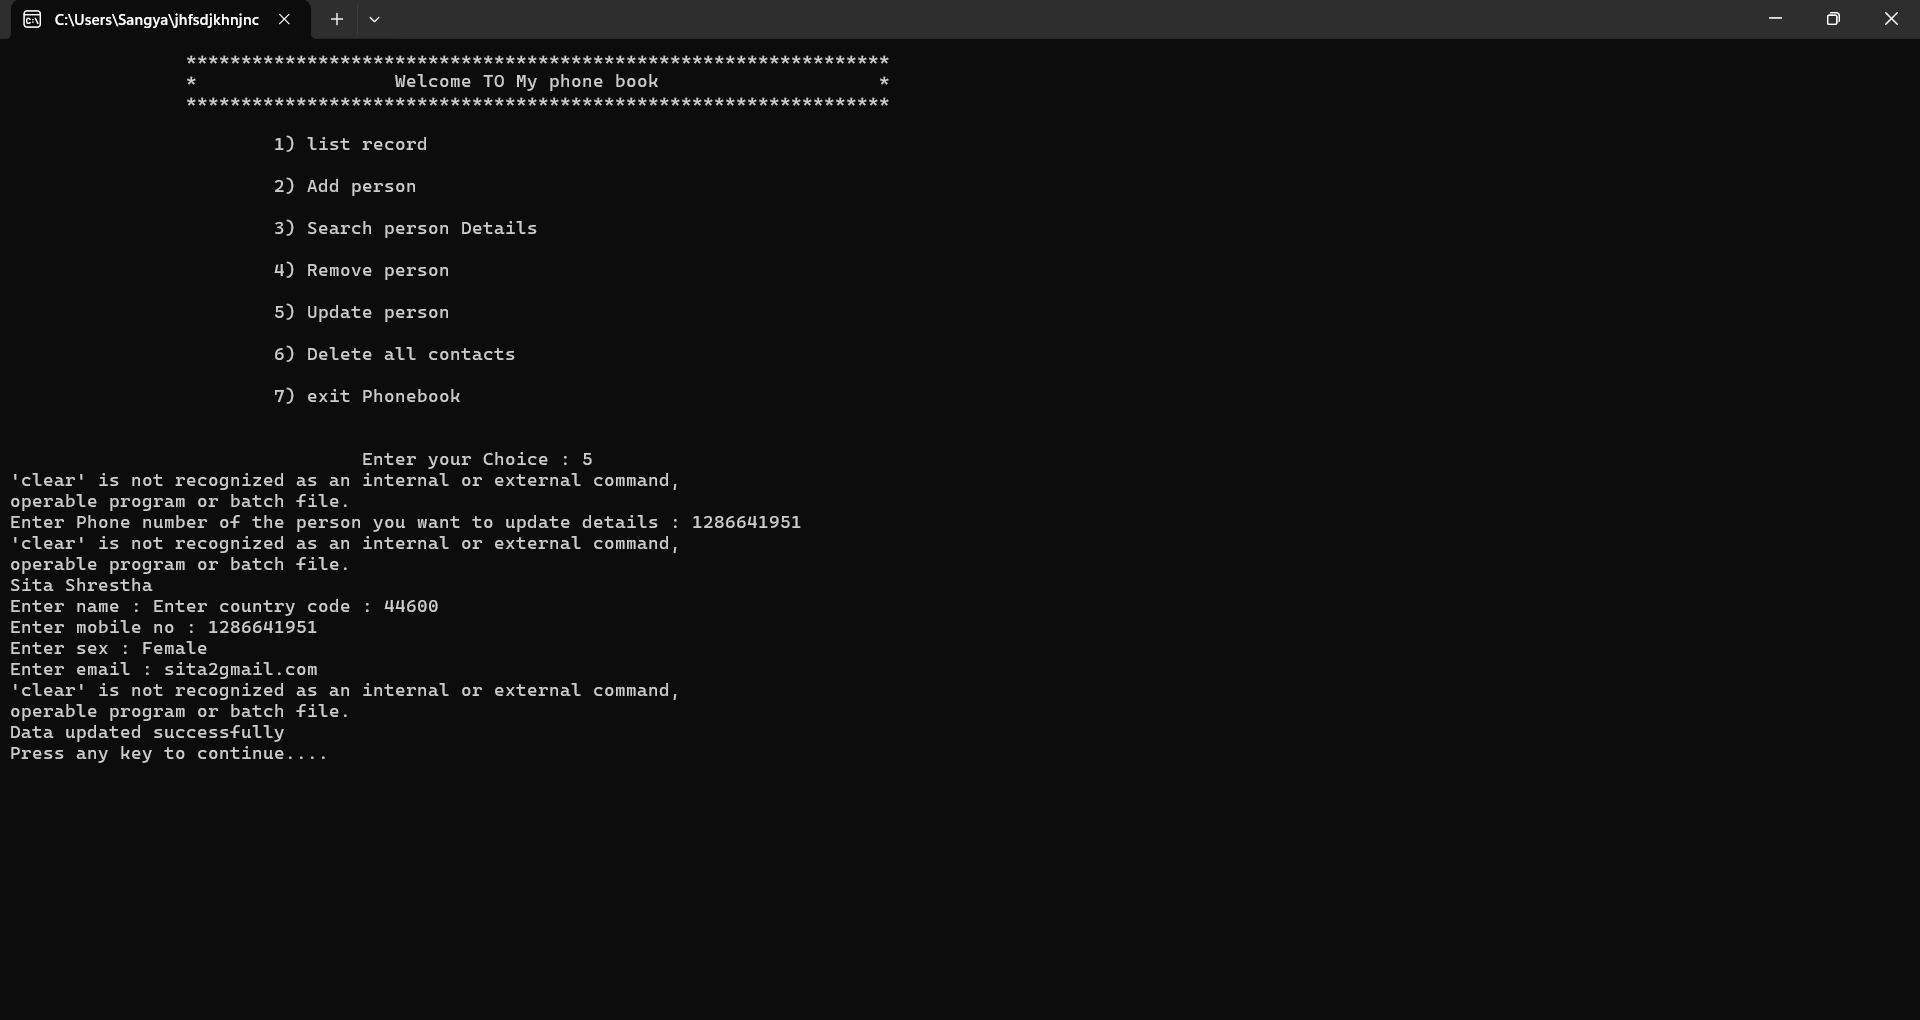 C:\Users\Sangya\jhfsdjkhnjnc
****************************************************************
* Welcome TO My phone book *
****************************************************************
1) list record
2) Add person
3) Search person Details
4) Remove person
5) Update person
6) Delete all contacts
7) exit Phonebook
Enter your Choice : 5
'clear' is not recognized as an internal or external command,
operable program or batch file.
Enter Phone number of the person you want to update details : 1286641951
'clear' is not recognized as an internal or external command,
operable program or batch file.
Sita Shrestha
Enter name : Enter country code : 44600
Enter mobile no : 1286641951
Enter sex : Female
Enter email : sita2gmail.com
'clear' is not recognized as an internal or external command,
operable program or batch file.
Data updated successfully
Press any key to continue....